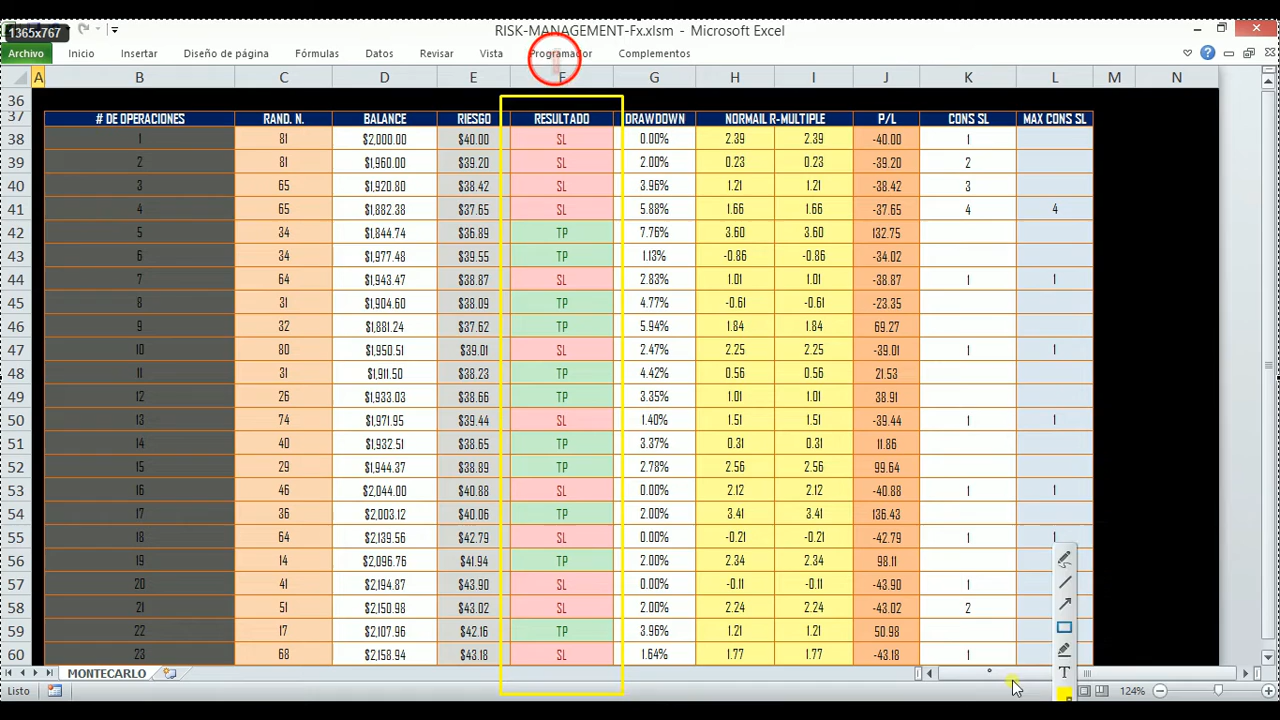 1365x767
RISK-MANAGEMENT-Fx.xlsm - Microsoft Excel
Archivo Inicio Insertar Diseño de página Fórmulas Datos Revisar Vista Programador Complementos
A B C D E F G H I J K L M N
36
37 # DE OPERACIONES RAND. N. BALANCE RIESGO RESULTADO DRAWDOWN NORMAIL R-MULTIPLE P/L CONS SL MAX CONS SL
38 1 81 $2,000.00 $40.00 SL 0.00% 2.39 2.39 -40.00 1
39 2 81 $1,960.00 $39.20 SL 2.00% 0.23 0.23 -39.20 2
40 3 65 $1,920.80 $38.42 SL 3.96% 1.21 1.21 -38.42 3
41 4 65 $1,882.38 $37.65 SL 5.88% 1.66 1.66 -37.65 4 4
42 5 34 $1,844.74 $36.89 TP 7.76% 3.60 3.60 132.75
43 6 34 $1,977.48 $39.55 TP 1.13% -0.86 -0.86 -34.02
44 7 64 $1,943.47 $38.87 SL 2.83% 1.01 1.01 -38.87 1 1
45 8 31 $1,904.60 $38.09 TP 4.77% -0.61 -0.61 -23.35
46 9 32 $1,881.24 $37.62 TP 5.94% 1.84 1.84 69.27
47 10 80 $1,950.51 $39.01 SL 2.47% 2.25 2.25 -39.01 1 1
48 11 31 $1,911.50 $38.23 TP 4.42% 0.56 0.56 21.53
49 12 26 $1,933.03 $38.66 TP 3.35% 1.01 1.01 38.91
50 13 74 $1,971.95 $39.44 SL 1.40% 1.51 1.51 -39.44 1 1
51 14 40 $1,932.51 $38.65 TP 3.37% 0.31 0.31 11.86
52 15 29 $1,944.37 $38.89 TP 2.78% 2.56 2.56 99.64
53 16 46 $2,044.00 $40.88 SL 0.00% 2.12 2.12 -40.88 1 1
54 17 36 $2,003.12 $40.06 TP 2.00% 3.41 3.41 136.43
55 18 64 $2,139.56 $42.79 SL 0.00% -0.21 -0.21 -42.79 1 1
56 19 14 $2,096.76 $41.94 TP 2.00% 2.34 2.34 98.11
57 20 41 $2,194.87 $43.90 SL 0.00% -0.11 -0.11 -43.90 1
58 21 51 $2,150.98 $43.02 SL 2.00% 2.24 2.24 -43.02 2
59 22 17 $2,107.96 $42.16 TP 3.96% 1.21 1.21 50.98
60 23 68 $2,158.94 $43.18 SL 1.64% 1.77 1.77 -43.18 1
MONTECARLO
Listo 124%